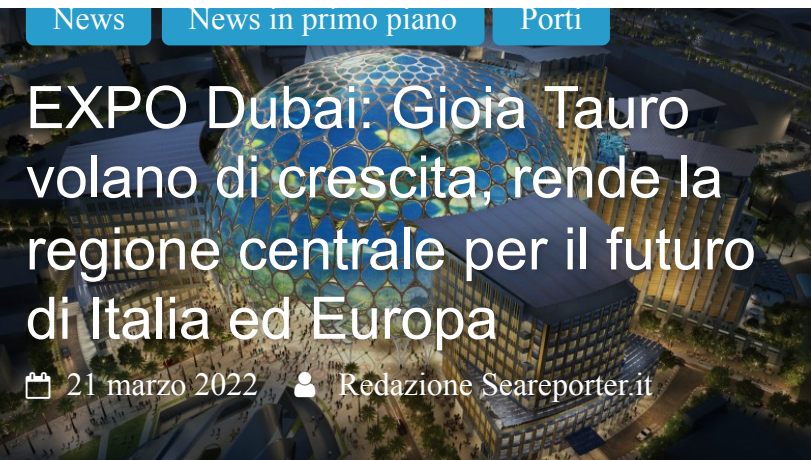 News News in primo piano Porti
EXPO Dubai: Gioia Tauro
volano di crescita, rende la
regione centrale per il futuro
di Italia ed Europa
21 marzo 2022 Redazione Seareporter.it